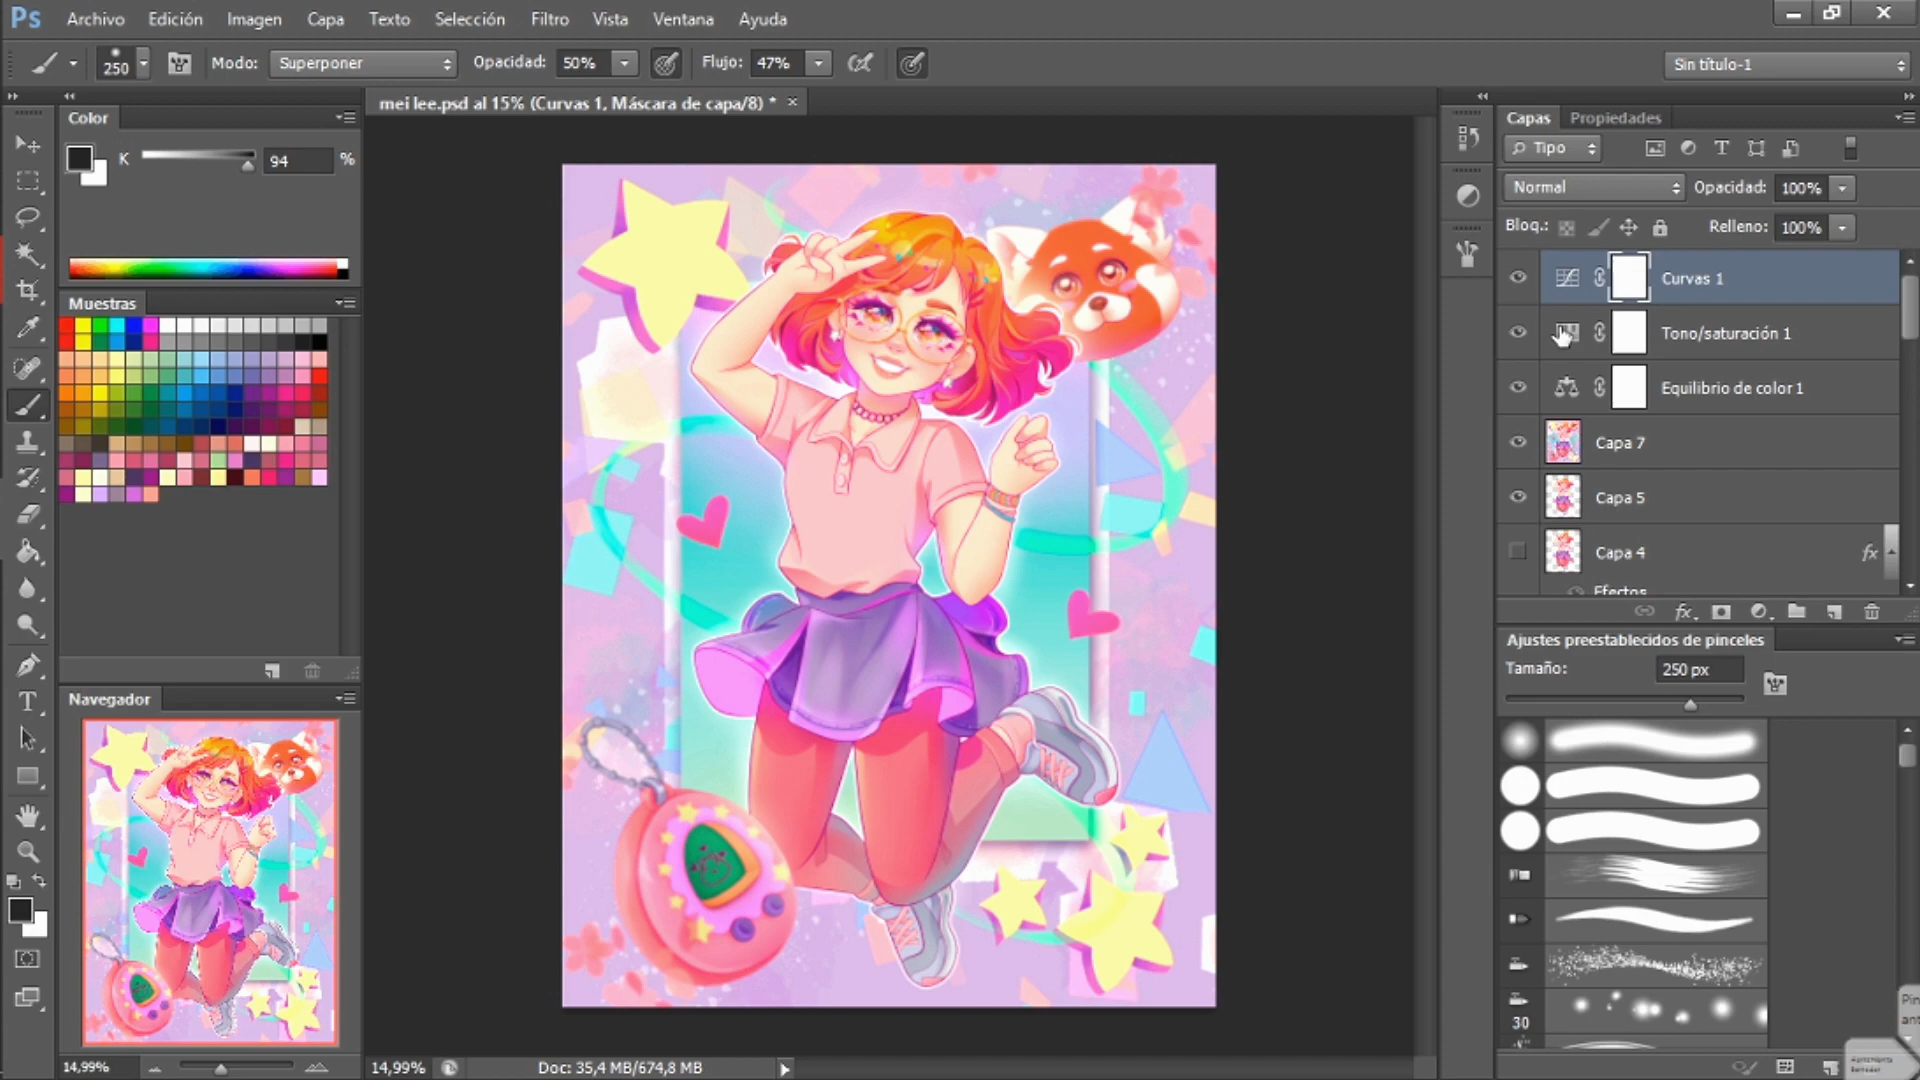 Ps Archivo Edición Imagen Capa Texto Selección Filtro Vista Ventana Ayuda
250 Modo: Superponer Opacidad: 50% Flujo: 47% Sin título-1
mei lee.psd al 15% (Curvas 1, Máscara de capa/8) * ×
Color
K 94 %
Muestras
Navegador
14,99%
14,99% Doc: 35,4 MB/674,8 MB
Capas Propiedades
Tipo
Normal Opacidad: 100%
Bloq.: Relleno: 100%
Curvas 1
Tono/saturación 1
Equilibrio de color 1
Capa 7
Capa 5
Capa 4 fx
Efectos
fx
Ajustes preestablecidos de pinceles
Tamaño: 250 px
30
Pin
ant